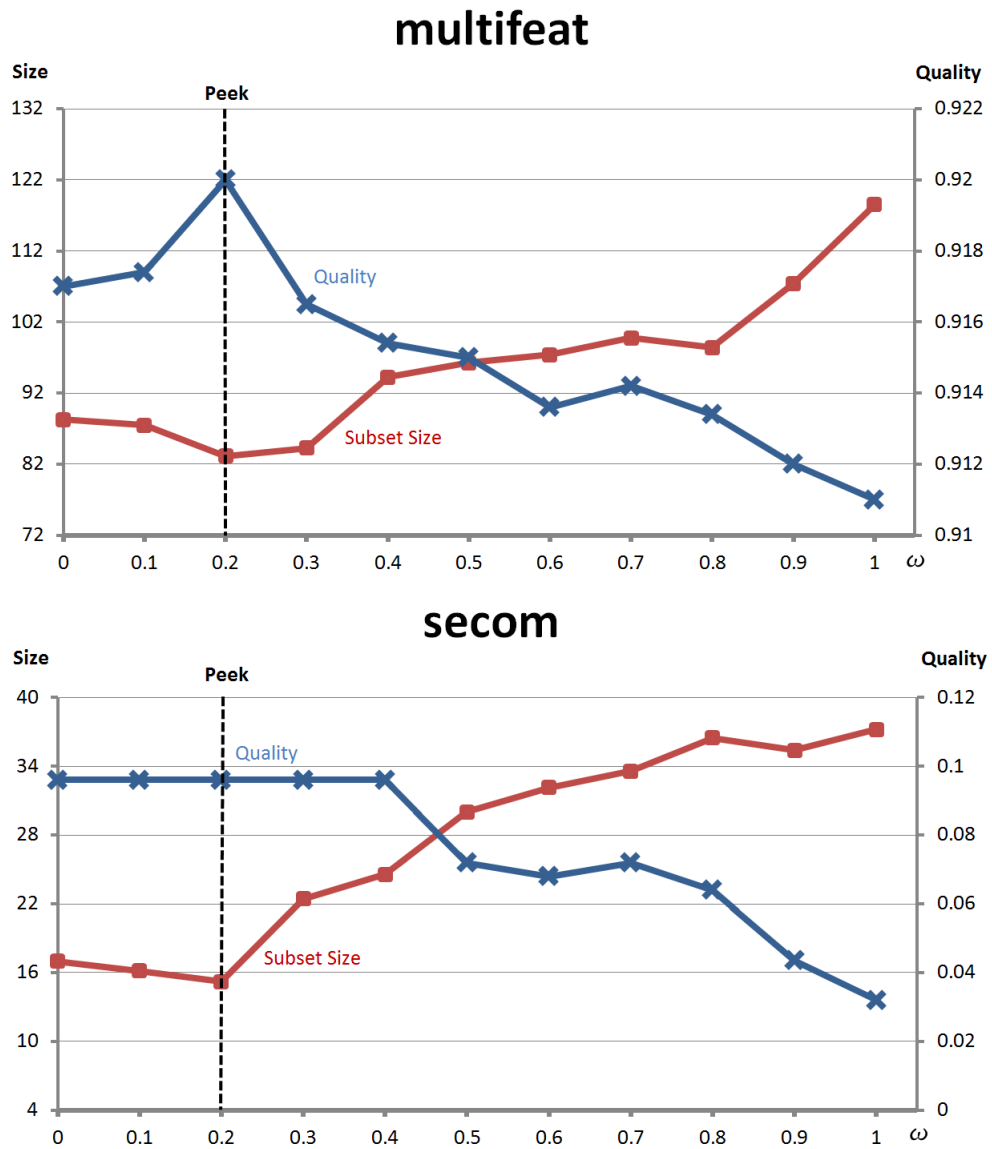 multifeat
Size Quality
Peek
132 0.922
122 0.92
112 0.918
Quality
102 0.916
92 0.914
Subset Size
82 0.912
72 0.91
0 0.1 0.2 0.3 0.4 0.5 0.6 0.7 0.8 0.9 1 ω
secom
Size Quality
Peek
40 0.12
Quality
34 0.1
28 0.08
22 0.06
Subset Size
16 0.04
10 0.02
4 0
0 0.1 0.2 0.3 0.4 0.5 0.6 0.7 0.8 0.9 1 ω